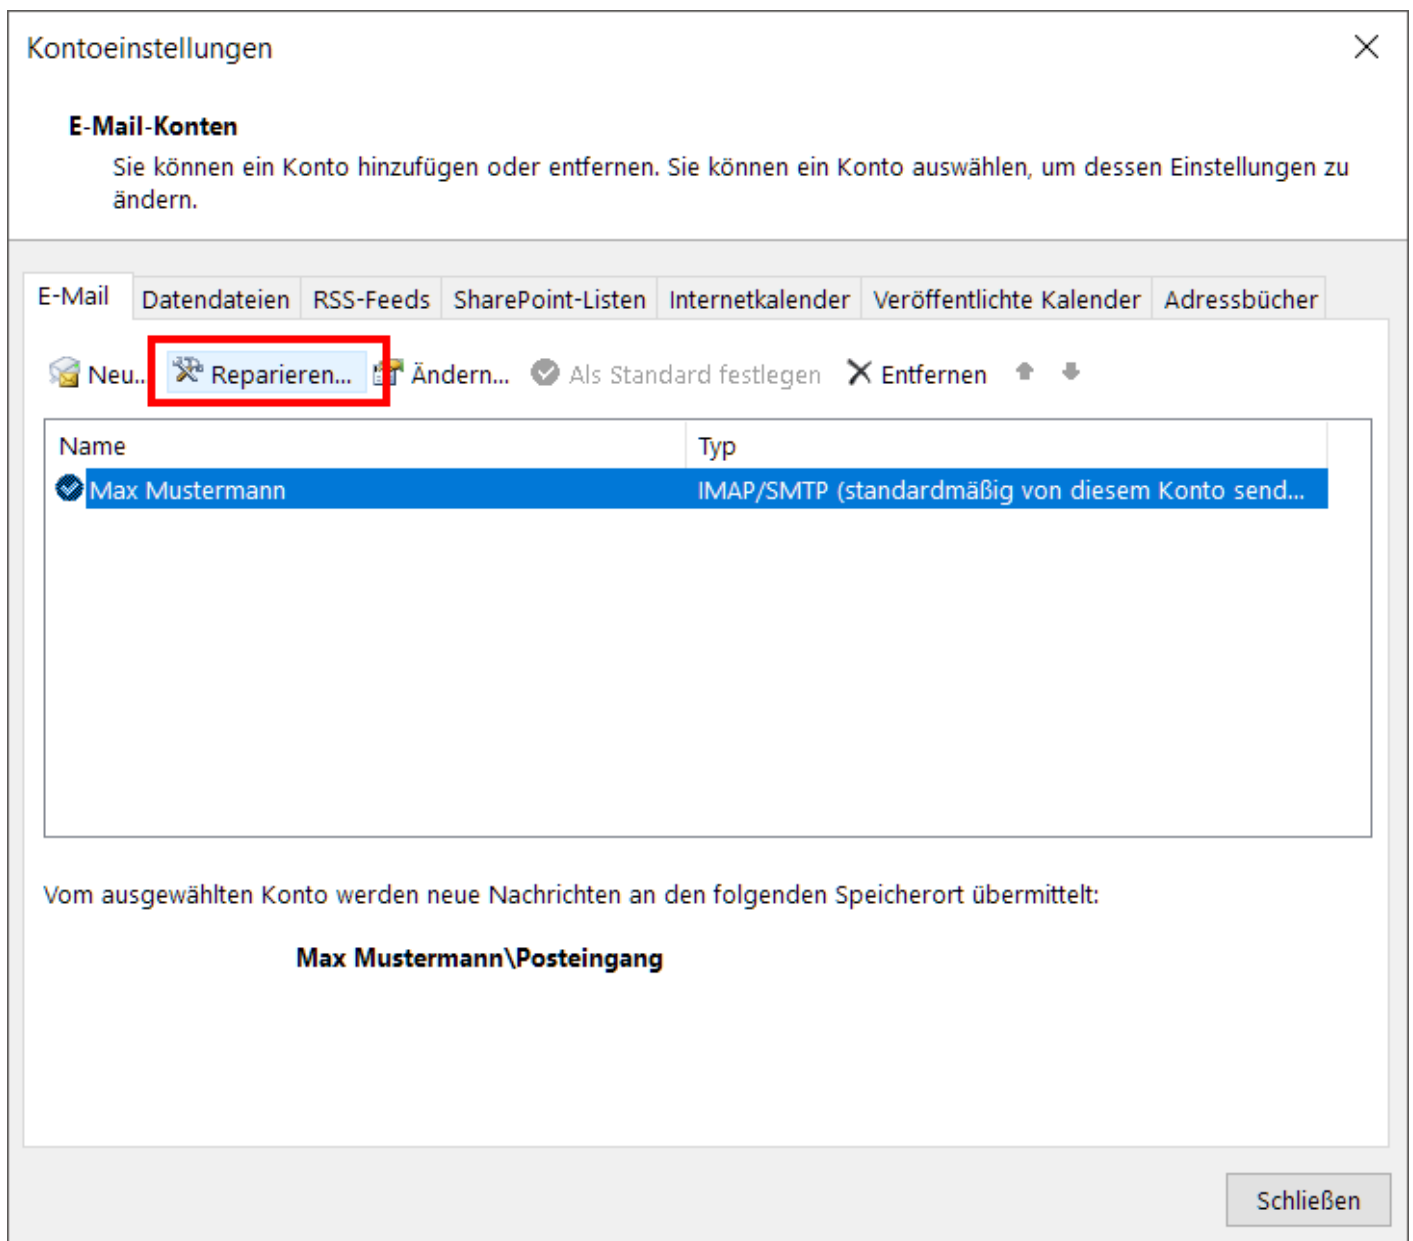 Kontoeinstellungen
E-Mail-Konten
Sie können ein Konto hinzufügen oder entfernen. Sie können ein Konto auswählen, um dessen Einstellungen zu
ändern.
E-Mail Datendateien RSS-Feeds SharePoint-Listen Internetkalender Veröffentlichte Kalender Adressbücher
Neu.. Reparieren... Ändern... Als Standard festlegen Entfernen
Name Typ
Max Mustermann IMAP/SMTP (standardmäßig von diesem Konto send...
Vom ausgewählten Konto werden neue Nachrichten an den folgenden Speicherort übermittelt:
Max Mustermann\Posteingang
Schließen